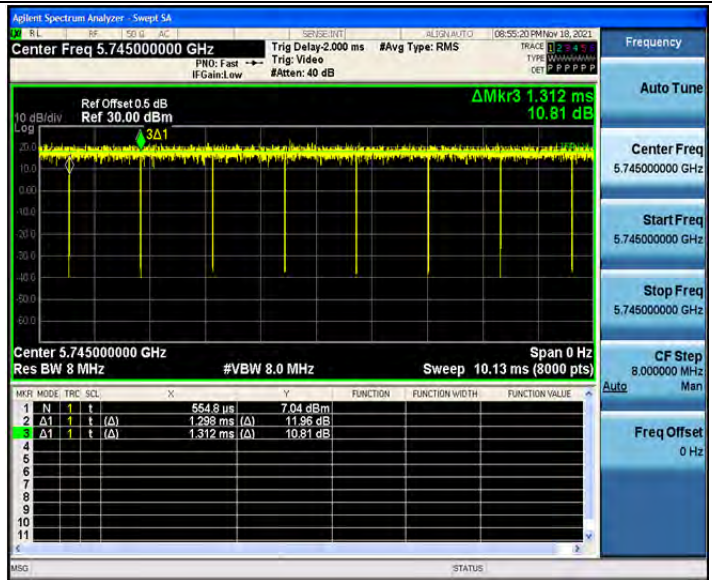 Agilent Spectrum Analyzer - Swept SA
RL RF 50 Ω AC SENSE:INT ALIGN AUTO 08:55:20 PM Nov 18, 2021
Center Freq 5.745000000 GHz Trig Delay-2.000 ms #Avg Type: RMS TRACE 1 2 3 4 5 6
PNO: Fast Trig: Video TYPE
IFGain:Low #Atten: 40 dB DET P P P P P P
Frequency
Auto Tune
Center Freq
5.745000000 GHz
Start Freq
5.745000000 GHz
Stop Freq
5.745000000 GHz
CF Step
8.000000 MHz
Auto Man
Freq Offset
0 Hz
ΔMkr3 1.312 ms
10.81 dB
Ref Offset 0.5 dB
10 dB/div Ref 30.00 dBm
Log
3Δ1
20.0
10.0
0.00
-10.0
-20.0
-30.0
-40.0
-50.0
-60.0
Center 5.745000000 GHz Span 0 Hz
Res BW 8 MHz #VBW 8.0 MHz Sweep 10.13 ms (8000 pts)
MKR MODE TRC SCL X Y FUNCTION FUNCTION WIDTH FUNCTION VALUE
1 N 1 t 554.8 µs 7.04 dBm
2 Δ1 1 t (Δ) 1.298 ms (Δ) 11.96 dB
3 Δ1 1 t (Δ) 1.312 ms (Δ) 10.81 dB
4
5
6
7
8
9
10
11
MSG STATUS